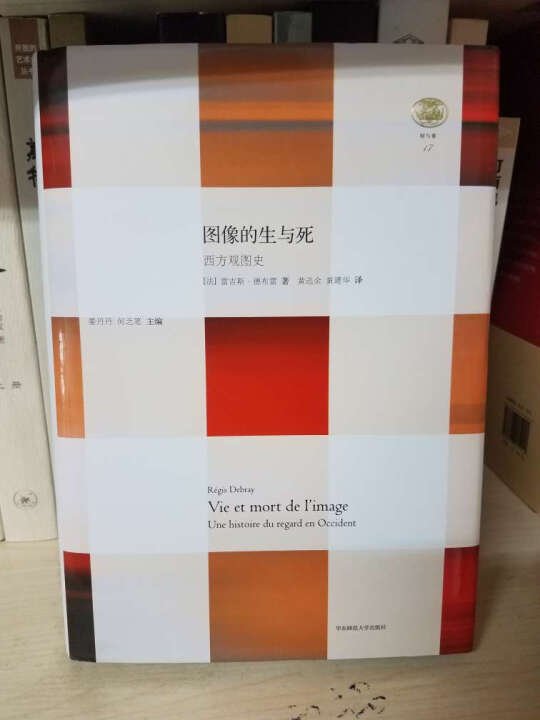 轻与重
17
图像的生与死
西方观图史
[法] 雷吉斯·德布雷 著 黄迅余 黄建华 译
姜丹丹 何乏笔 主编
Régis Debray
Vie et mort de l'image
Une histoire du regard en Occident
华东师范大学出版社